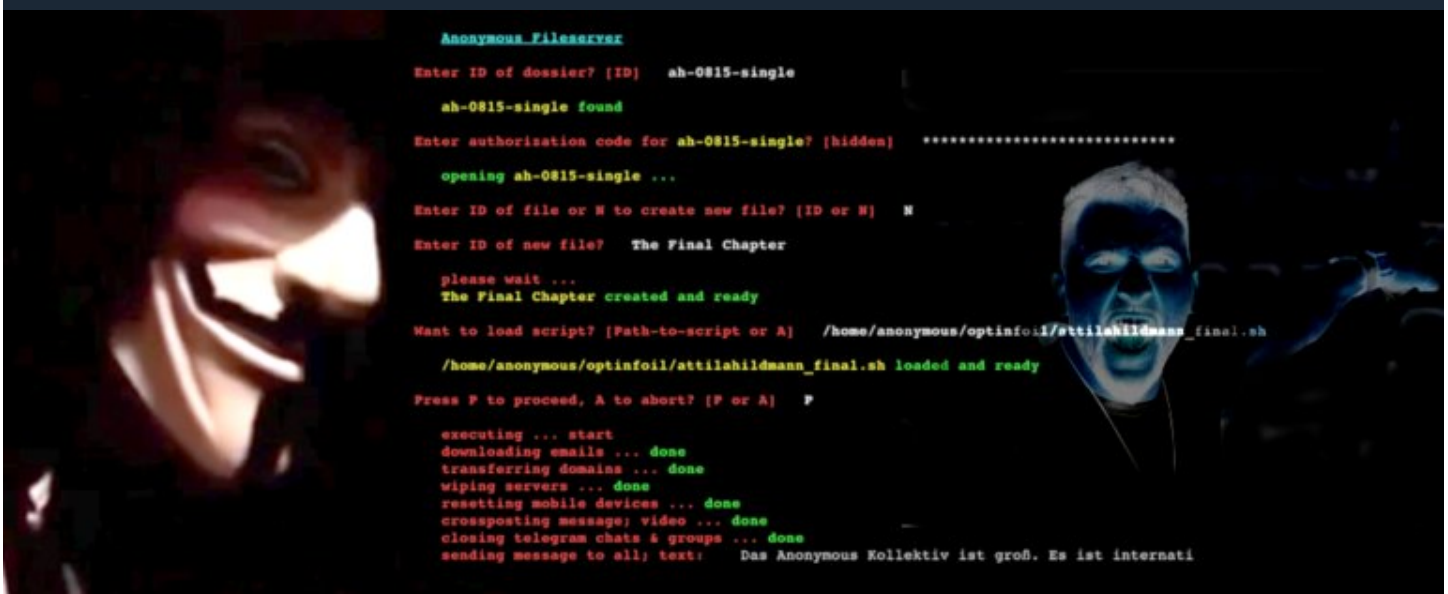 Anonymous Fileserver
Enter ID of dossier? [ID] ah-0815-single
ah-0815-single found
Enter authorization code for ah-0815-single? [hidden] ******************************
opening ah-0815-single ...
Enter ID of file or N to create new file? [ID or N] N
Enter ID of new file? The Final Chapter
please wait ...
The Final Chapter created and ready
Want to load script? [Path-to-script or A] /home/anonymous/optinfoil/attilahildmann_final.sh
/home/anonymous/optinfoil/attilahildmann_final.sh loaded and ready
Press P to proceed, A to abort? [P or A] P
executing ... start
downloading emails ... done
transferring domains ... done
wiping servers ... done
resetting mobile devices ... done
crossposting message; video ... done
closing telegram chats & groups ... done
sending message to all; text: Das Anonymous Kollektiv ist groß. Es ist internati